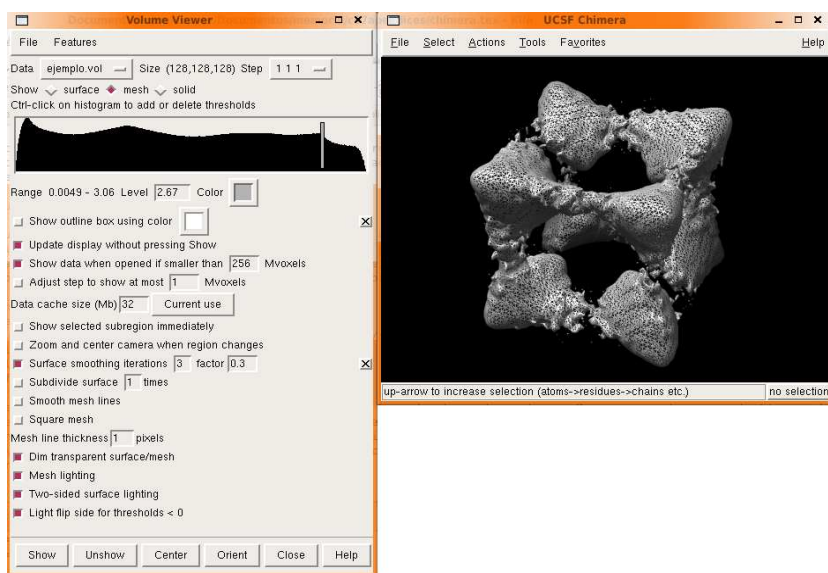 Volume Viewer
File Features
Data ejemplo.vol Size (128,128,128) Step 1 1 1
Show surface mesh solid
Ctrl-click on histogram to add or delete thresholds
Range 0.0049 - 3.06 Level 2.67 Color
Show outline box using color
Update display without pressing Show
Show data when opened if smaller than 256 Mvoxels
Adjust step to show at most 1 Mvoxels
Data cache size (Mb) 32 Current use
Show selected subregion immediately
Zoom and center camera when region changes
Surface smoothing iterations 3 factor 0.3
Subdivide surface 1 times
Smooth mesh lines
Square mesh
Mesh line thickness 1 pixels
Dim transparent surface/mesh
Mesh lighting
Two-sided surface lighting
Light flip side for thresholds < 0
Show Unshow Center Orient Close Help
UCSF Chimera
File Select Actions Tools Favorites Help
up-arrow to increase selection (atoms->residues->chains etc.) no selection